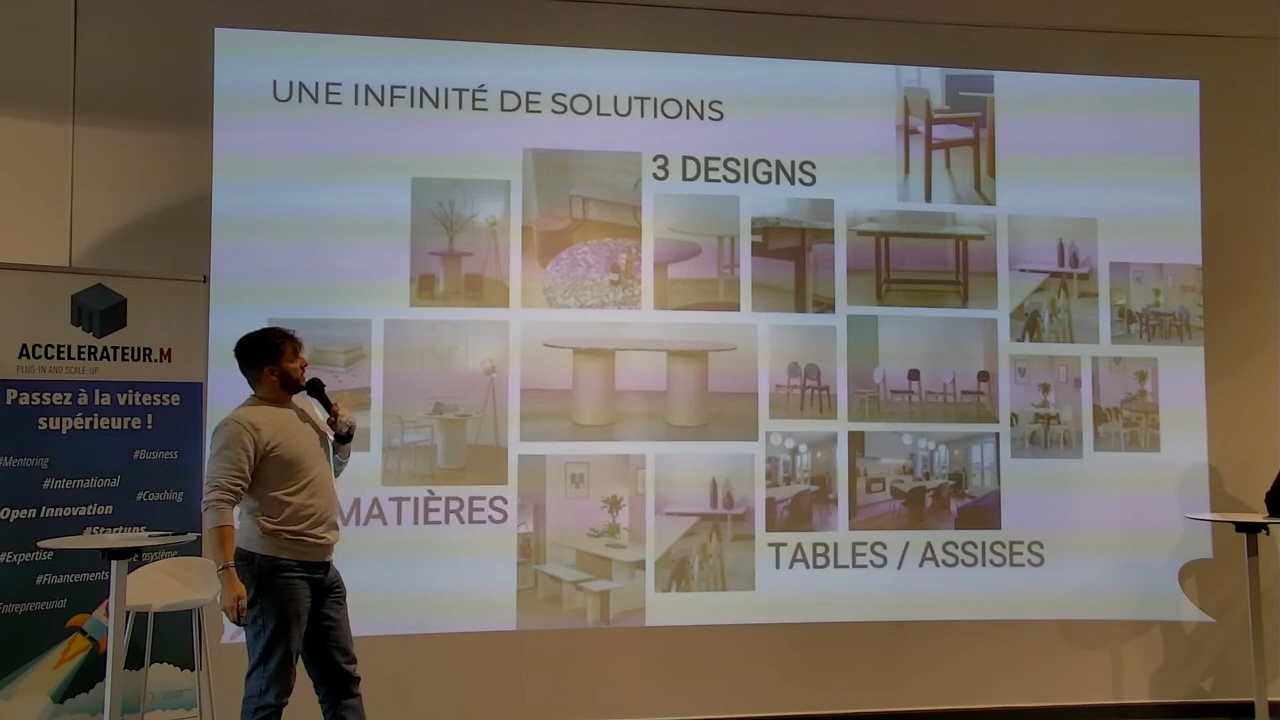 UNE INFINITÉ DE SOLUTIONS
3 DESIGNS
MATIÈRES
TABLES / ASSISES
ACCELERATEUR.M
PLUG-IN AND SCALE-UP
Passez à la vitesse
supérieure !
#Mentoring
#Business
#International
#Coaching
Open Innovation
#Startups
#Expertise
#Financements
Entrepreneuriat